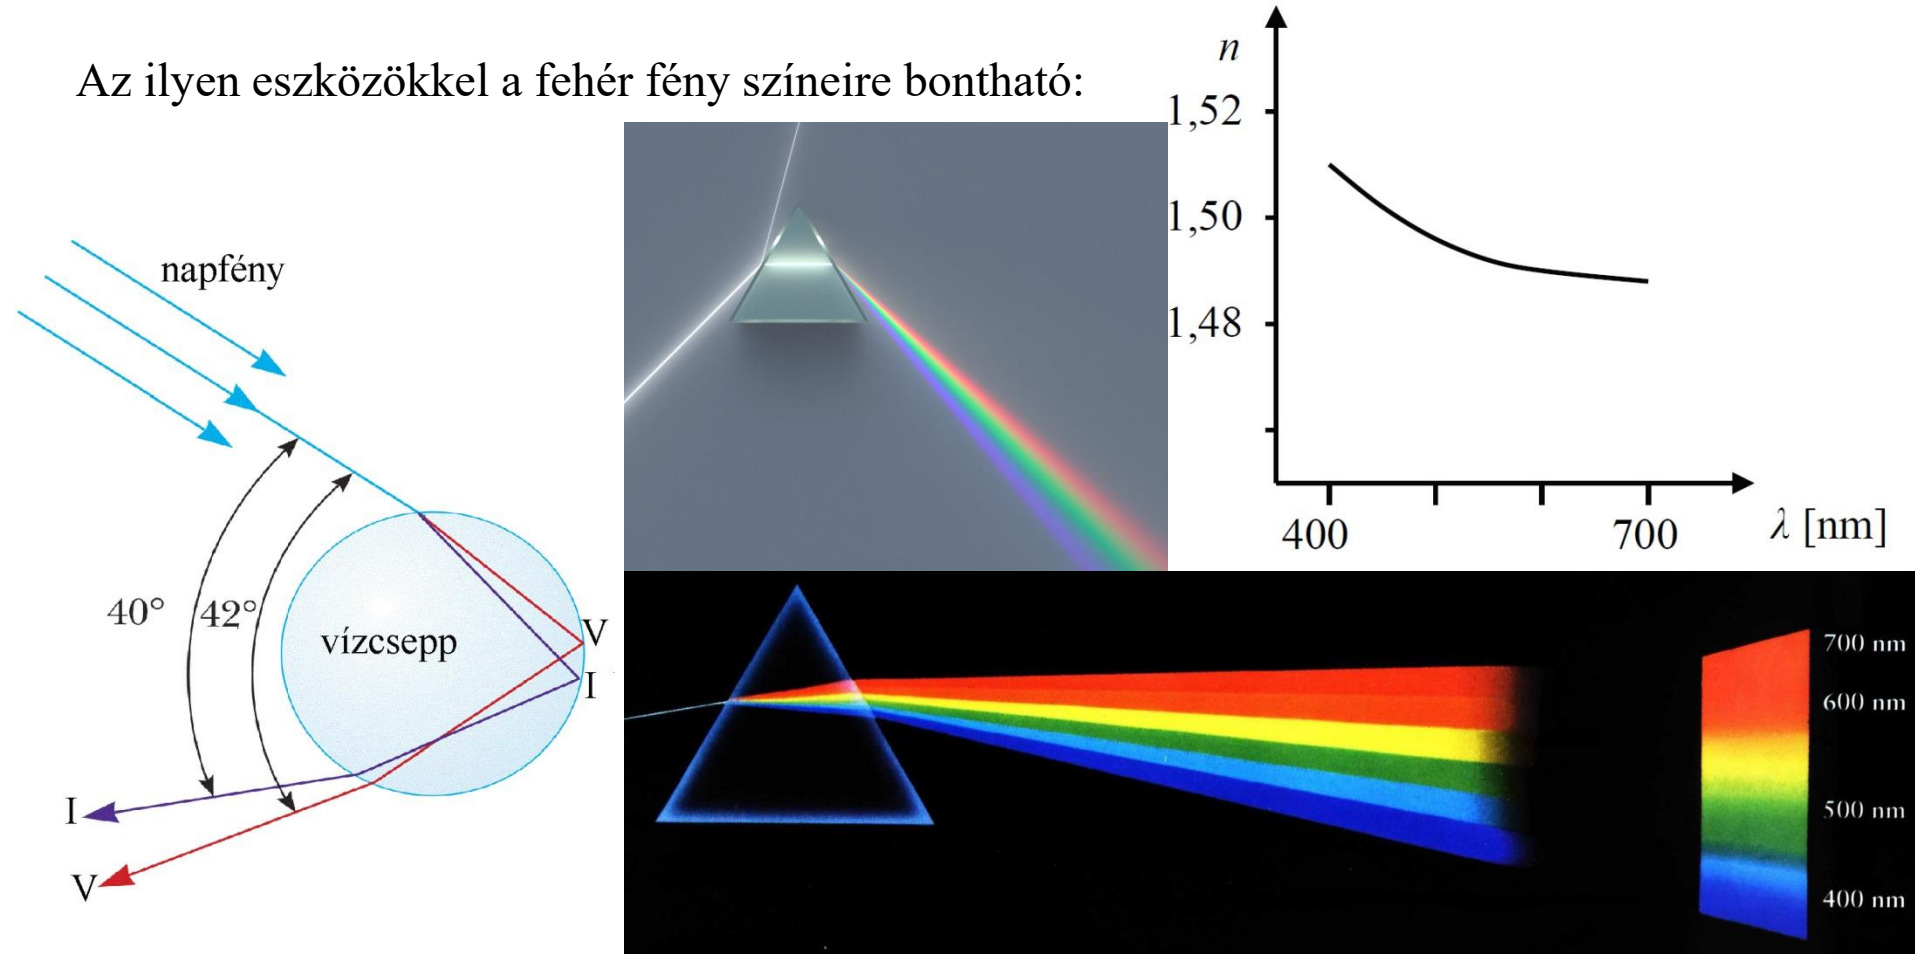 Az ilyen eszközökkel a fehér fény színeire bontható:
napfény
40°
42°
vízcsepp
V
I
I
V
n
1,52
1,50
1,48
400
700
λ [nm]
700 nm
600 nm
500 nm
400 nm